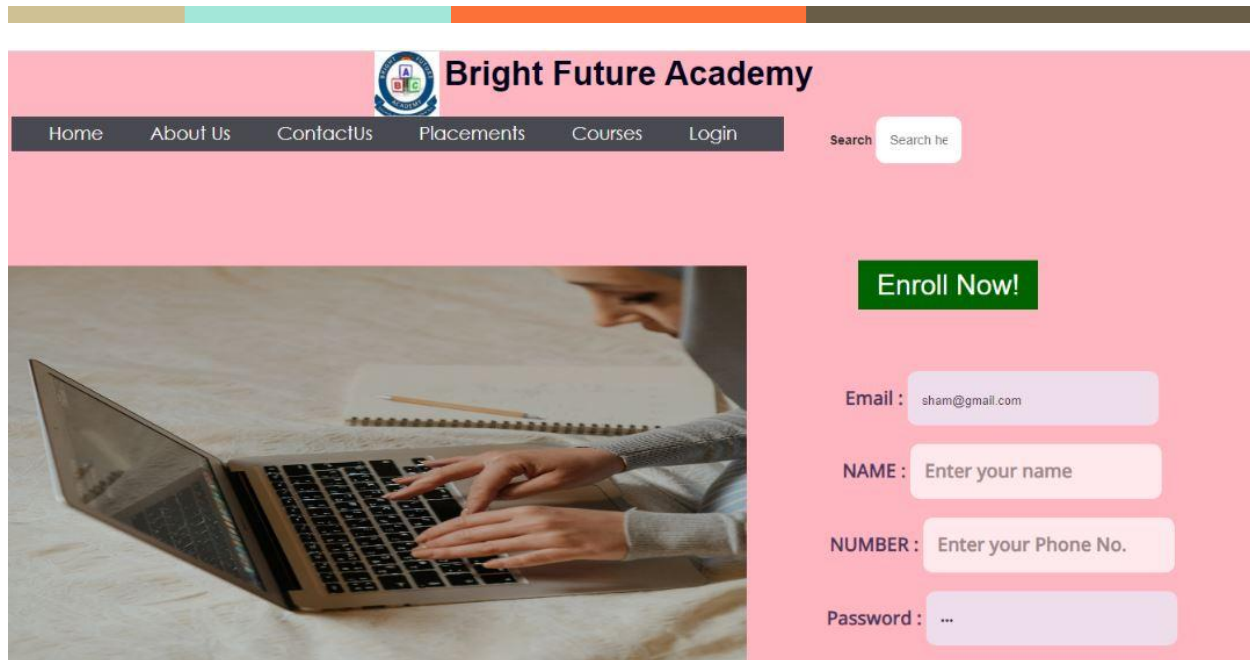 Bright Future Academy
Home About Us ContactUs Placements Courses Login
Search Search he
Enroll Now!
Email : sham@gmail.com
NAME : Enter your name
NUMBER : Enter your Phone No.
Password : •••